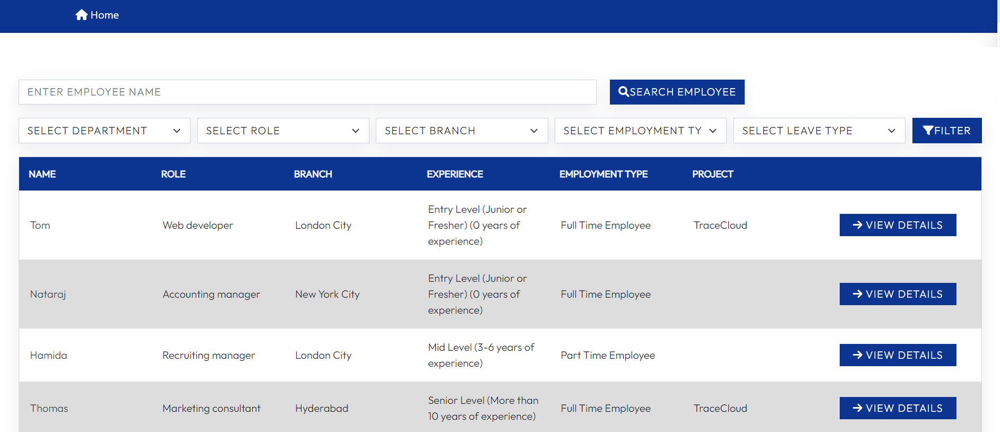 Home
ENTER EMPLOYEE NAME
SEARCH EMPLOYEE
SELECT DEPARTMENT SELECT ROLE SELECT BRANCH SELECT EMPLOYMENT TY SELECT LEAVE TYPE FILTER
NAME ROLE BRANCH EXPERIENCE EMPLOYMENT TYPE PROJECT
Tom
Web developer
London City
Entry Level (Junior or
Fresher) (0 years of
experience)
Full Time Employee
TraceCloud
VIEW DETAILS
Nataraj
Accounting manager
New York City
Entry Level (Junior or
Fresher) (0 years of
experience)
Full Time Employee
VIEW DETAILS
Hamida
Recruiting manager
London City
Mid Level (3-6 years of
experience)
Part Time Employee
VIEW DETAILS
Thomas
Marketing consultant
Hyderabad
Senior Level (More than
10 years of experience)
Full Time Employee
TraceCloud
VIEW DETAILS